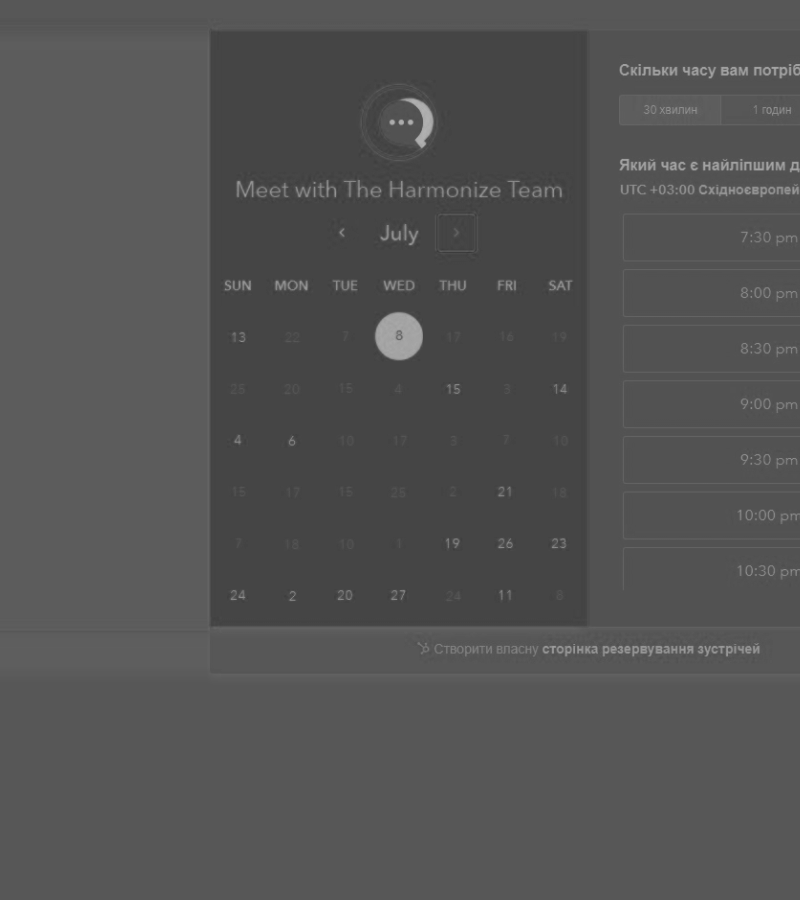 Meet with The Harmonize Team
July
SUN MON TUE WED THU FRI SAT
13 22 7 8 17 16 19
25 20 15 4 15 3 14
4 6 10 17 3 7 10
15 17 15 25 2 21 18
7 18 10 1 19 26 23
24 2 20 27 24 11 8
Скільки часу вам
30 хвилин 1 годин
Який час є найліпшим
UTC +03:00
7:30 pm
8:00 pm
8:30 pm
9:00 pm
9:30 pm
10:00 pm
10:30 pm
Створити власну сторінка резервування зустрічей